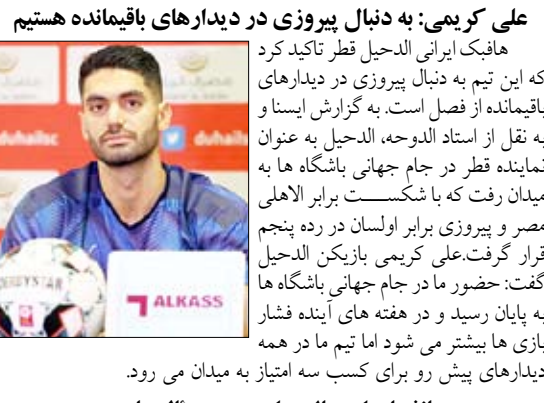 علی کریمی: به دنبال پیروزی در دیدارهای باقیمانده هستیم
هافبک ایرانی الدحیل قطر تاکید کرد
که این تیم به دنبال پیروزی در دیدارهای
باقیمانده از فصل است. به گزارش ایسنا و
به نقل از استاد الدوحه، الدحیل به عنوان
نماینده قطر در جام جهانی باشگاه ها به
میدان رفت که با شکست برابر الاهلی
مصر و پیروزی برابر اولسان در رده پنجم
قرار گرفت.علی کریمی بازیکن الدحیل
گفت: حضور ما در جام جهانی باشگاه ها
به پایان رسید و در هفته های آینده فشار
بازی ها بیشتر می شود اما تیم ما در همه
دیدارهای پیش رو برای کسب سه امتیاز به میدان می رود.
duhailsc
duhails
DERBYSTAR
ALKASS